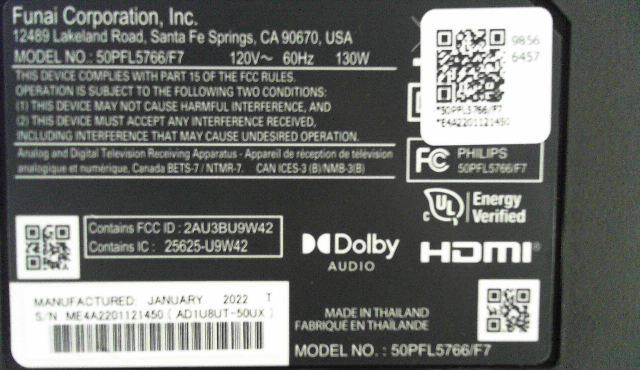 Funai Corporation, Inc.
12489 Lakeland Road, Santa Fe Springs, CA 90670, USA
MODEL NO.: 50PFL5766/F7 120V～ 60Hz 130W
THIS DEVICE COMPLIES WITH PART 15 OF THE FCC RULES.
OPERATION IS SUBJECT TO THE FOLLOWING TWO CONDITIONS:
(1) THIS DEVICE MAY NOT CAUSE HARMFUL INTERFERENCE, AND
(2) THIS DEVICE MUST ACCEPT ANY INTERFERENCE RECEIVED,
INCLUDING INTERFERENCE THAT MAY CAUSE UNDESIRED OPERATION.
Analog and Digital Television Receiving Apparatus - Appareil de réception de télévision
analogique et numérique, Canada BETS-7 / NTMR-7. CAN ICES-3 (B)/NMB-3(B)
9856
6457
*50PFL5766/F7
*E4A2201121450
FC PHILIPS
50PFL5766/F7
C UL Energy
Verified
Contains FCC ID : 2AU3BU9W42
Contains IC : 25625-U9W42
Dolby
AUDIO
HDMI®
MANUFACTURED: JANUARY 2022 T
S/N ME4A2201121450 ( AD1U8UT-50UX )
MADE IN THAILAND
FABRIQUÉ EN THAÏLANDE
MODEL NO. : 50PFL5766/F7